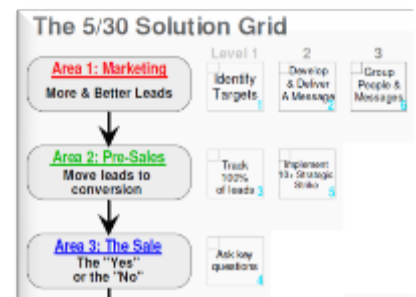 The 5/30 Solution Grid
Level 1 2 3
Area 1: Marketing
More & Better Leads
Identify
Targets
1
Develop
& Deliver
A Message
2
Group
People &
Messages
6
Area 2: Pre-Sales
Move leads to
conversion
Track
100%
of leads 3
Implement
10+ Strategic
Strike
5
Area 3: The Sale
The "Yes"
or the "No"
Ask key
questions
4